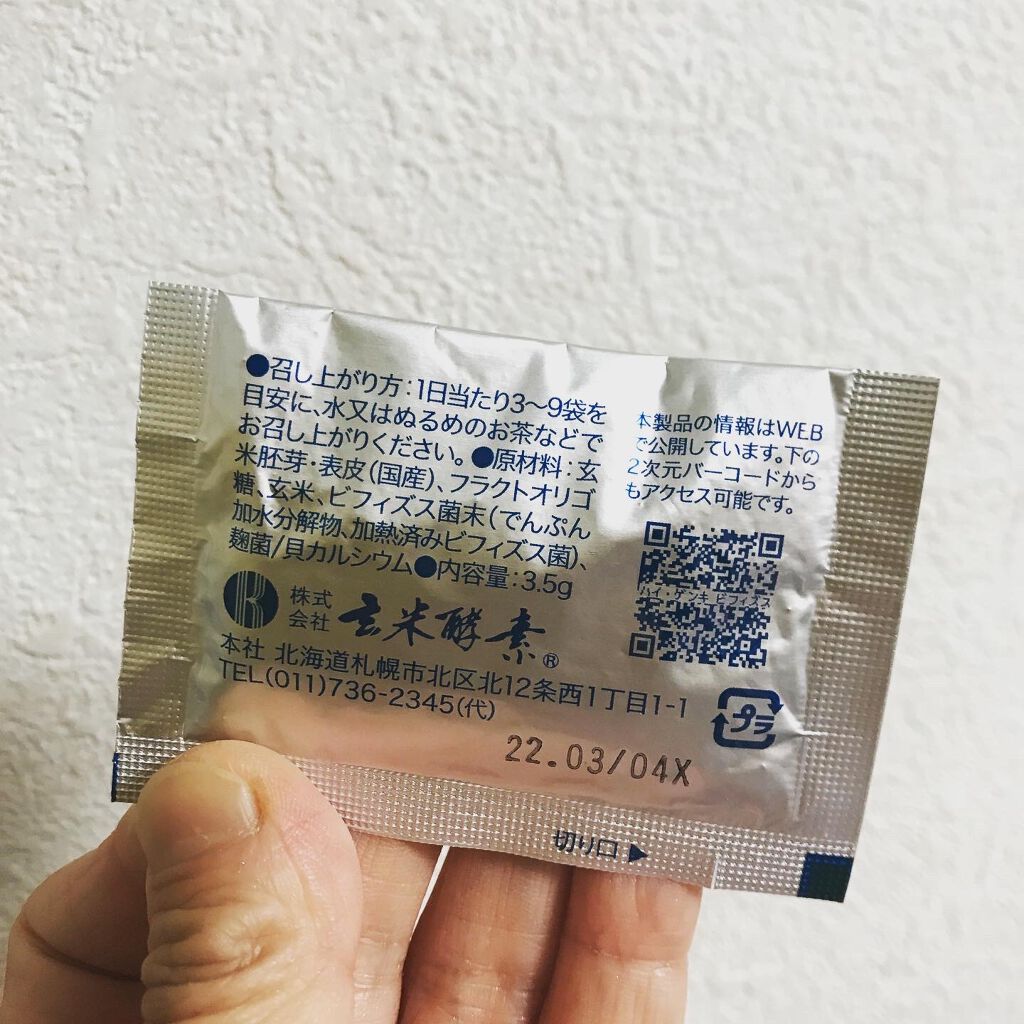 ●召し上がり方：1日当たり3～9袋を
目安に、水又はぬるめのお茶などで
お召し上がりください。●原材料：玄
米胚芽・表皮（国産）、フラクトオリゴ
糖、玄米、ビフィズス菌末（でんぷん
加水分解物、加熱済みビフィズス菌）、
麹菌/貝カルシウム●内容量：3.5g
株式
会社
玄米酵素®
本社 北海道札幌市北区北12条西1丁目1-1
TEL(011)736-2345(代)
本製品の情報はWEB
で公開しています。下の
2次元バーコードから
もアクセス可能です。
ハイ・ゲンキ ビフィズス
プラ
22.03/04X
切り口▶